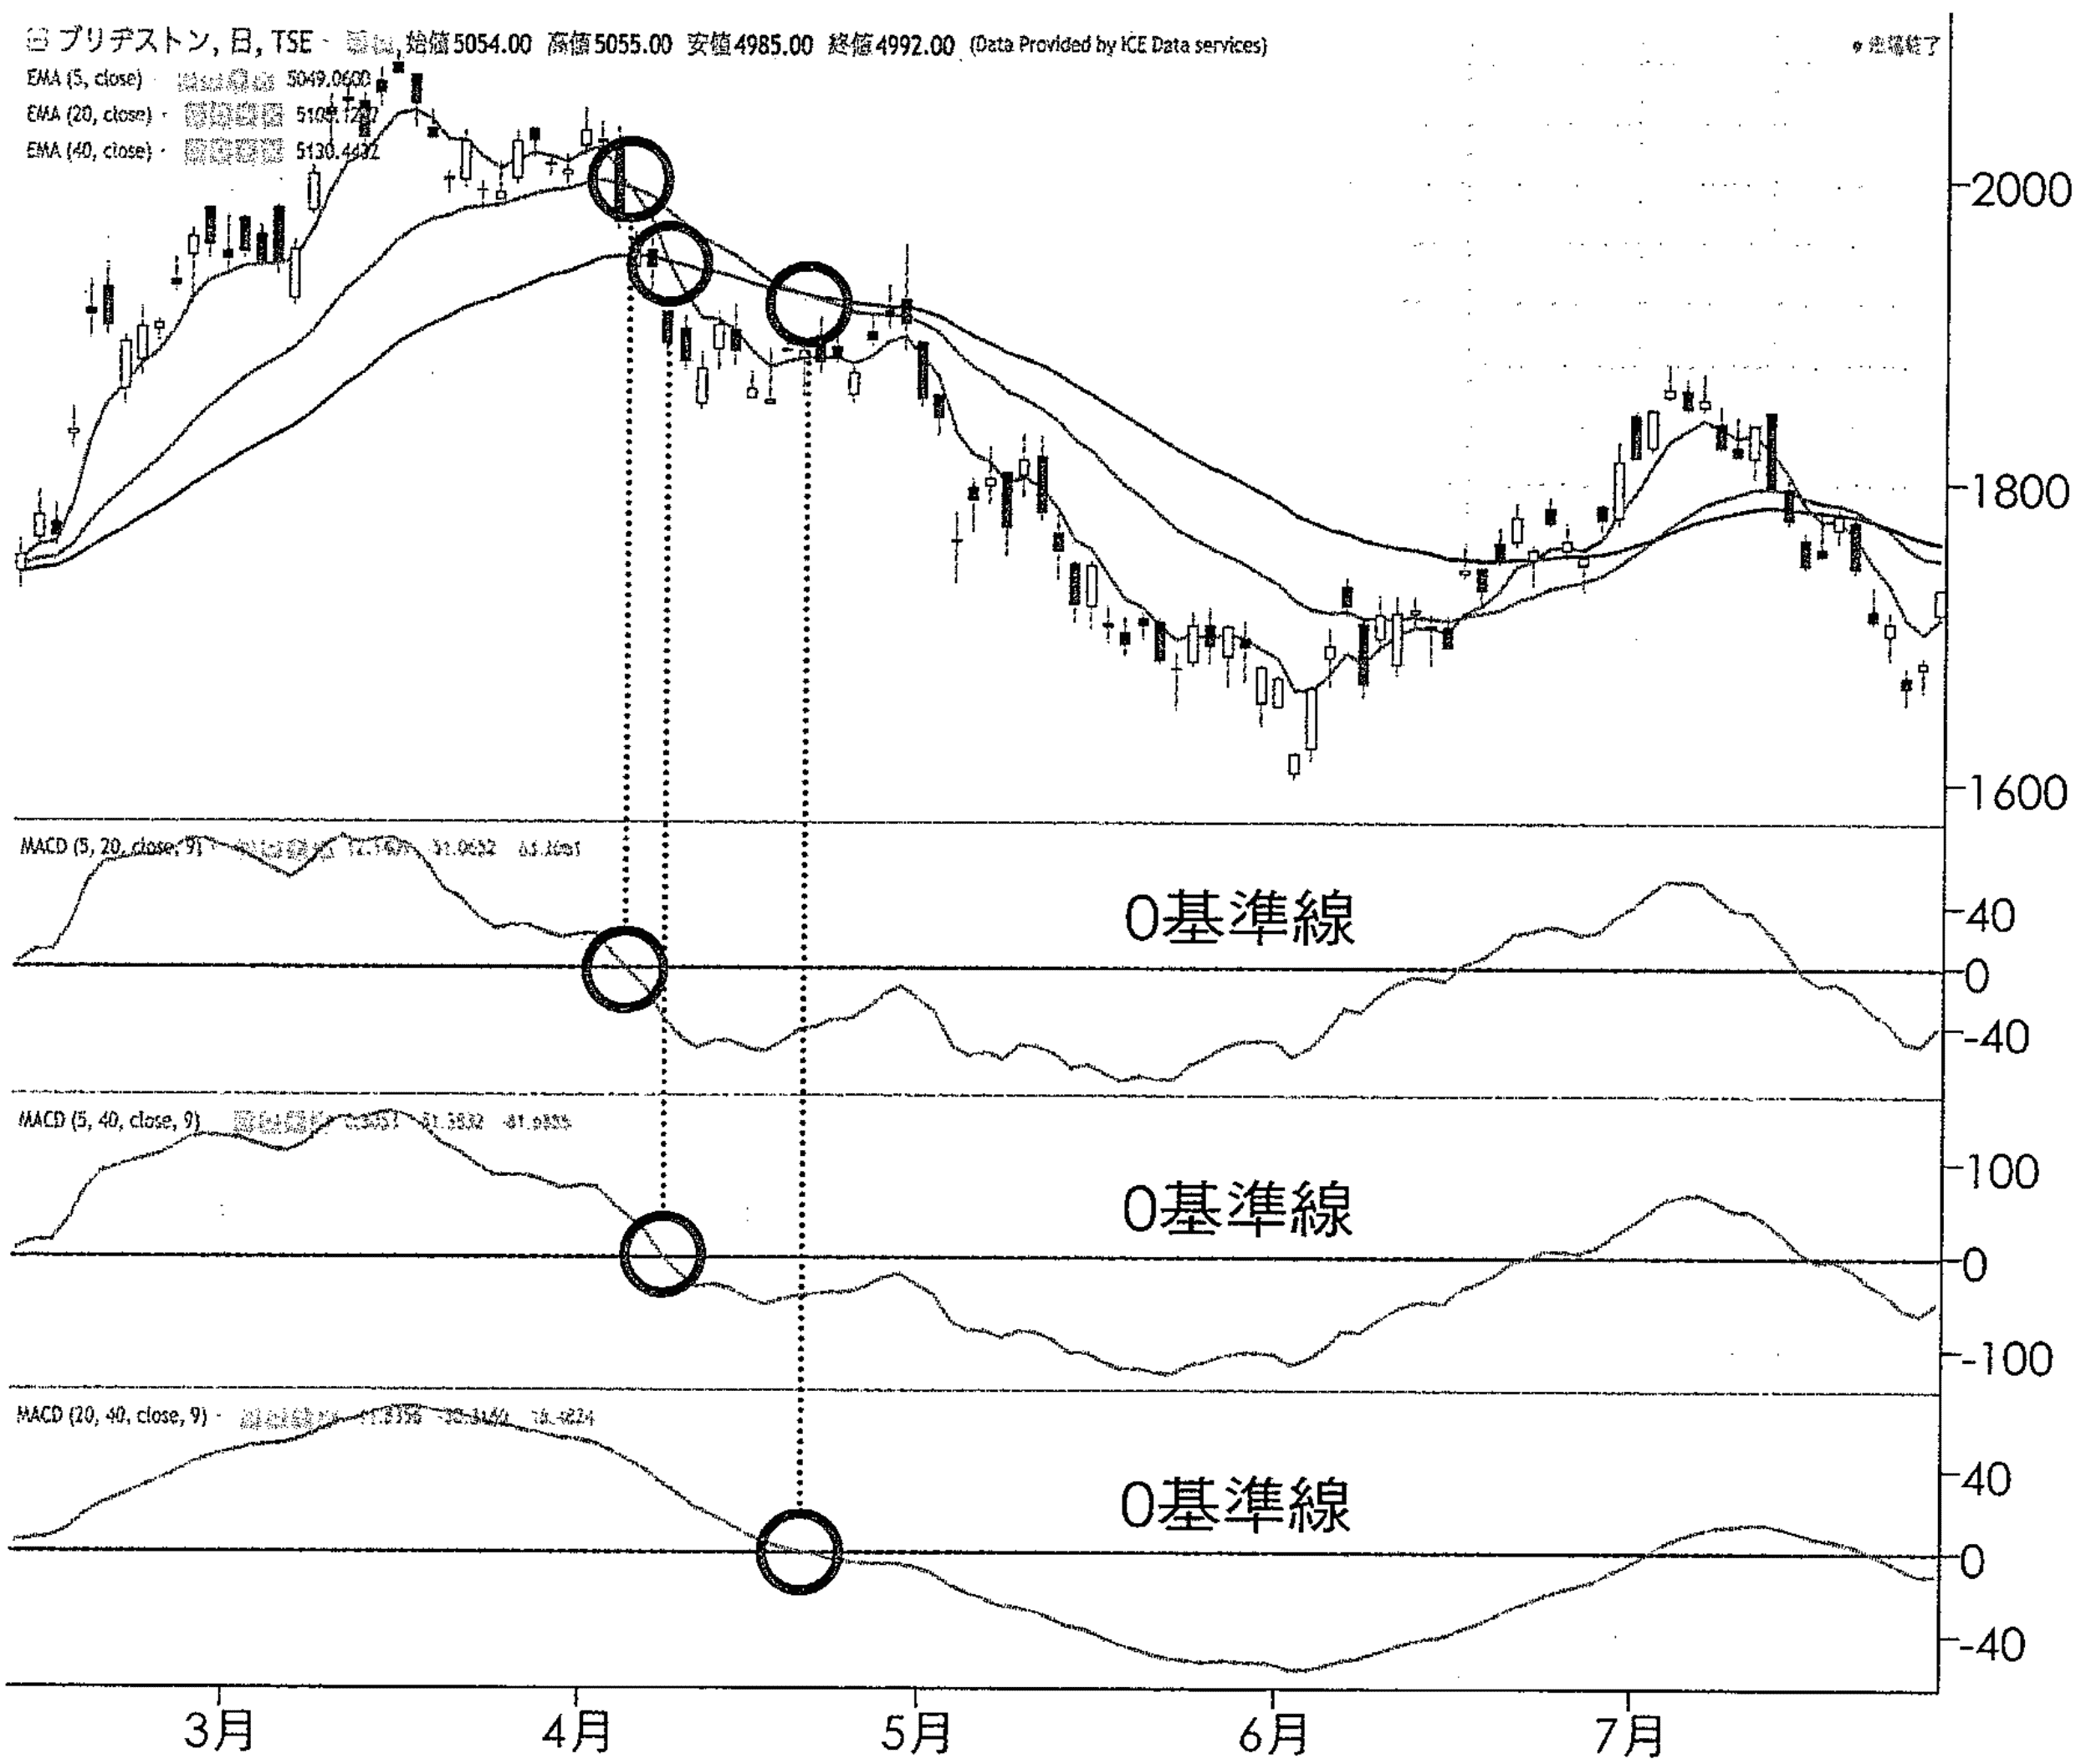 ブリヂストン, 日, TSE 始値5054.00 高値5055.00 安値4985.00 終値4992.00 (Data Provided by ICE Data services)
EMA (5, close) 5049.0600
EMA (20, close)
EMA (40, close) 5130.4432
2000
1800
1600
MACD (5, 20, close, 9)
0基準線
40
0
-40
MACD (5, 40, close, 9)
0基準線
100
0
-100
MACD (20, 40, close, 9)
0基準線
40
0
-40
3月 4月 5月 6月 7月